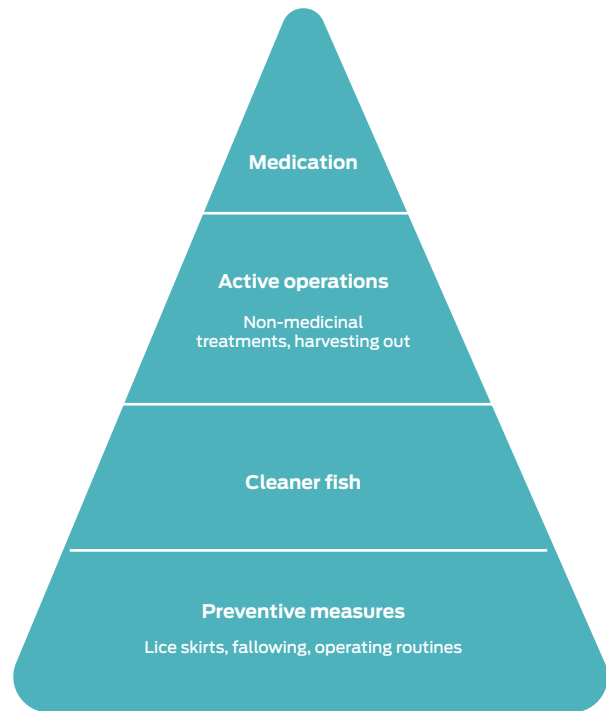 Medication
Active operations
Non-medicinal
treatments, harvesting out
Cleaner fish
Preventive measures
Lice skirts, fallowing, operating routines